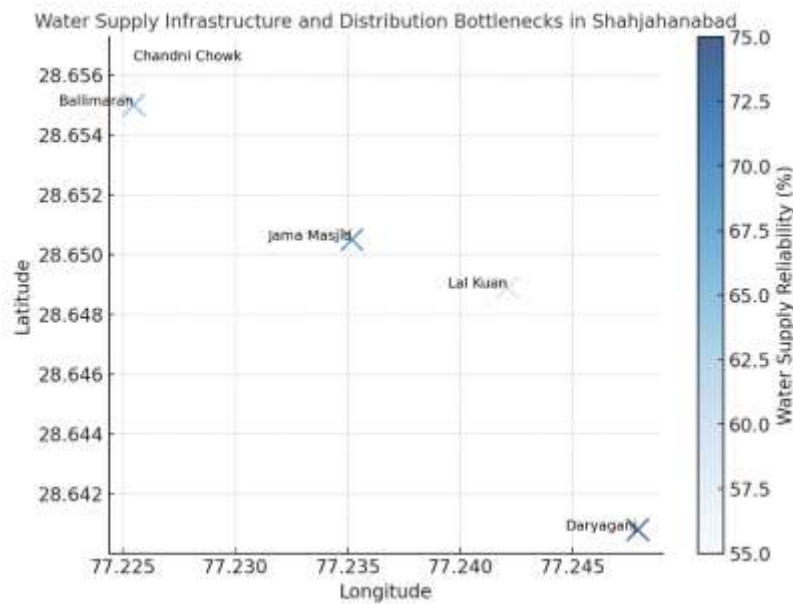 Water Supply Infrastructure and Distribution Bottlenecks in Shahjahanabad
Chandni Chowk
Ballimaran
Jama Masjid
Lal Kuan
Daryaganj
28.656
28.654
28.652
28.650
28.648
28.646
28.644
28.642
Latitude
77.225 77.230 77.235 77.240 77.245
Longitude
75.0
72.5
70.0
67.5
65.0
62.5
60.0
57.5
55.0
Water Supply Reliability (%)